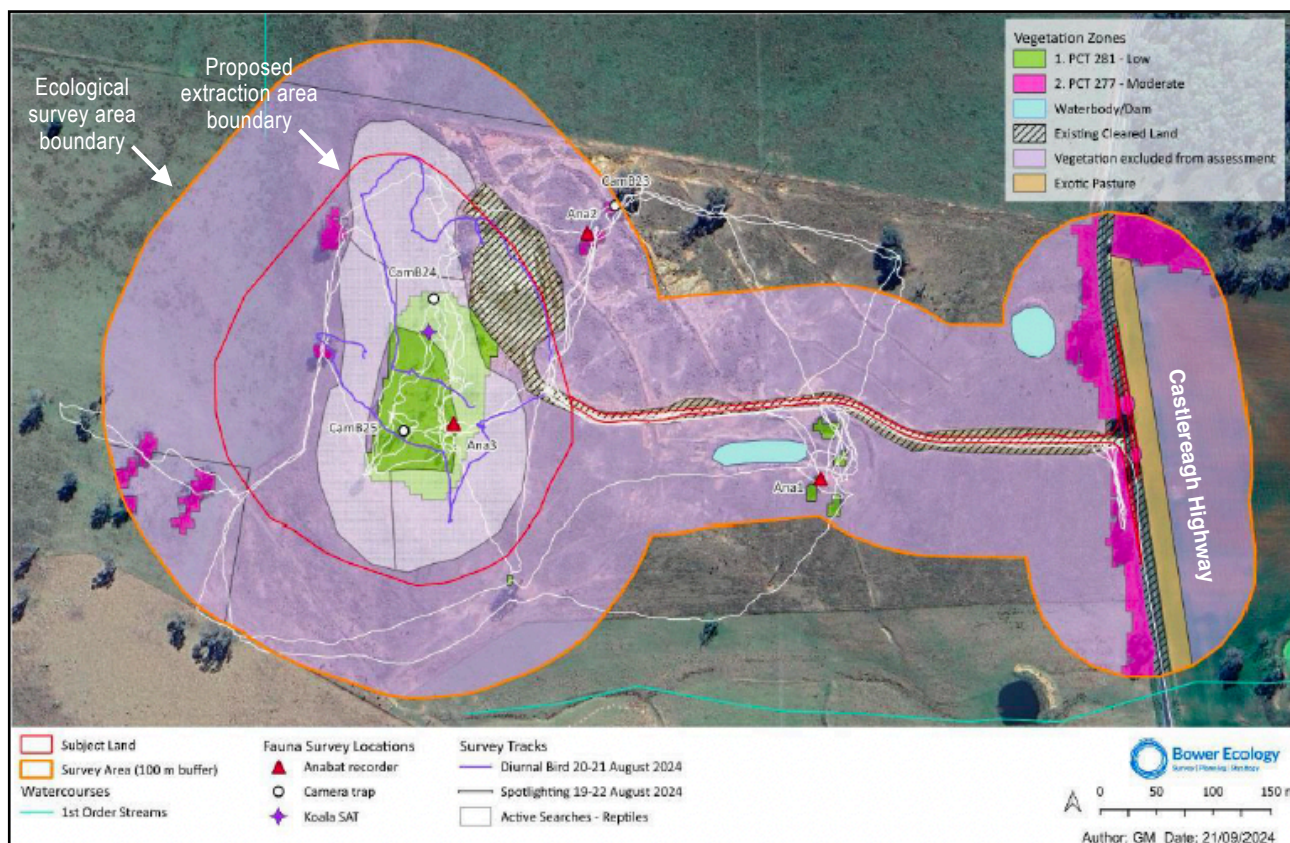 Ecological
survey area
boundary
Proposed
extraction area
boundary
CamB23
Ana2
CamB24
CamB25
Ana3
Ana1
Castlereagh Highway
Vegetation Zones
1. PCT 281 - Low
2. PCT 277 - Moderate
Waterbody/Dam
Existing Cleared Land
Vegetation excluded from assessment
Exotic Pasture
Subject Land
Survey Area (100 m buffer)
Watercourses
1st Order Streams
Fauna Survey Locations
Anabat recorder
Camera trap
Koala SAT
Survey Tracks
Diurnal Bird 20-21 August 2024
Spotlighting 19-22 August 2024
Active Searches - Reptiles
Bower Ecology
Survey | Planning | Strategy
0 50 100 150 m
Author: GM Date: 21/09/2024